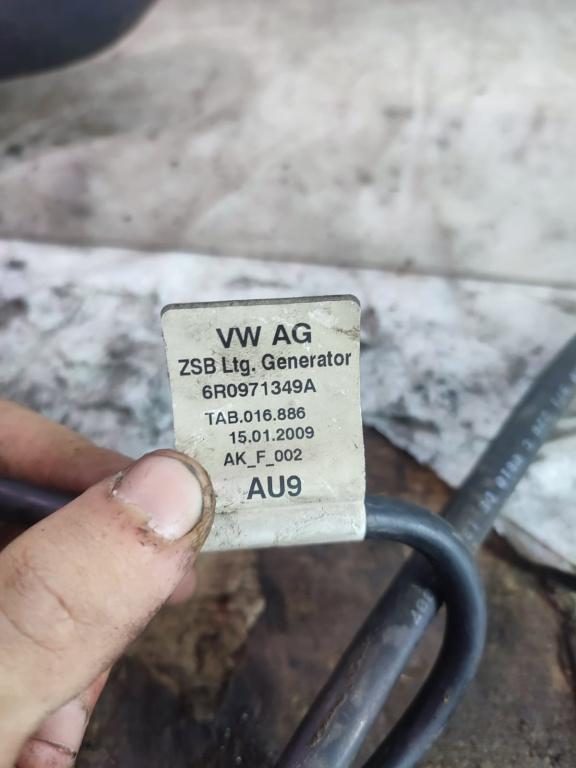 VW AG
ZSB Ltg. Generator
6R0971349A
TAB.016.886
15.01.2009
AK_F_002
AU9